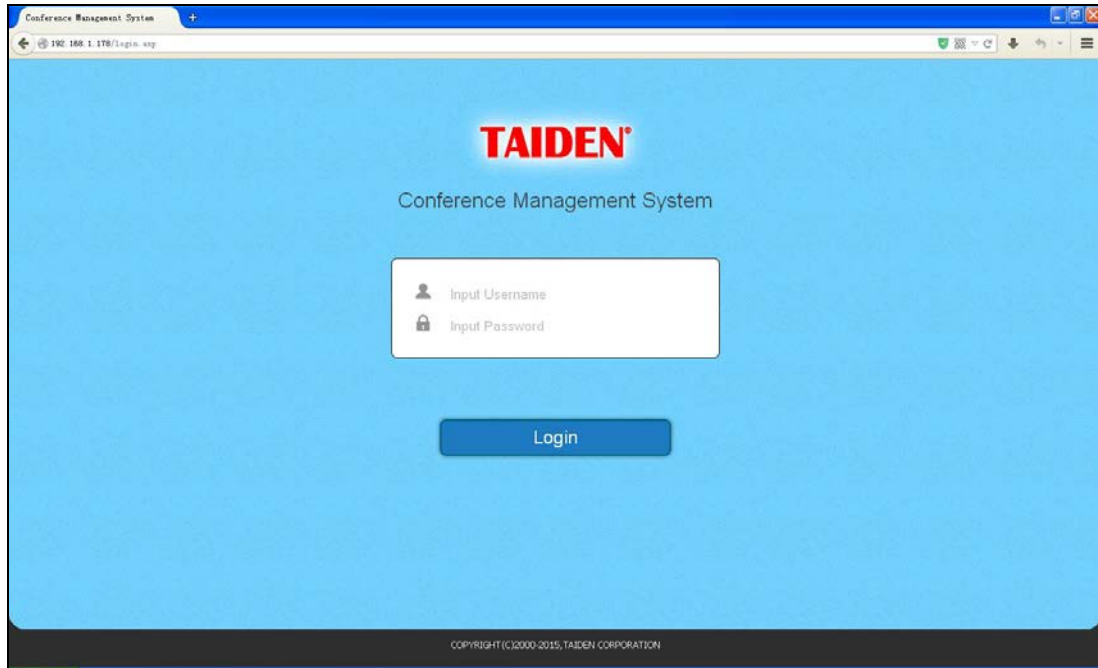 Conference Management System
192.168.1.178/login.asp
TAIDEN®
Conference Management System
Input Username
Input Password
Login
COPYRIGHT(C)2000-2015,TAIDEN CORPORATION